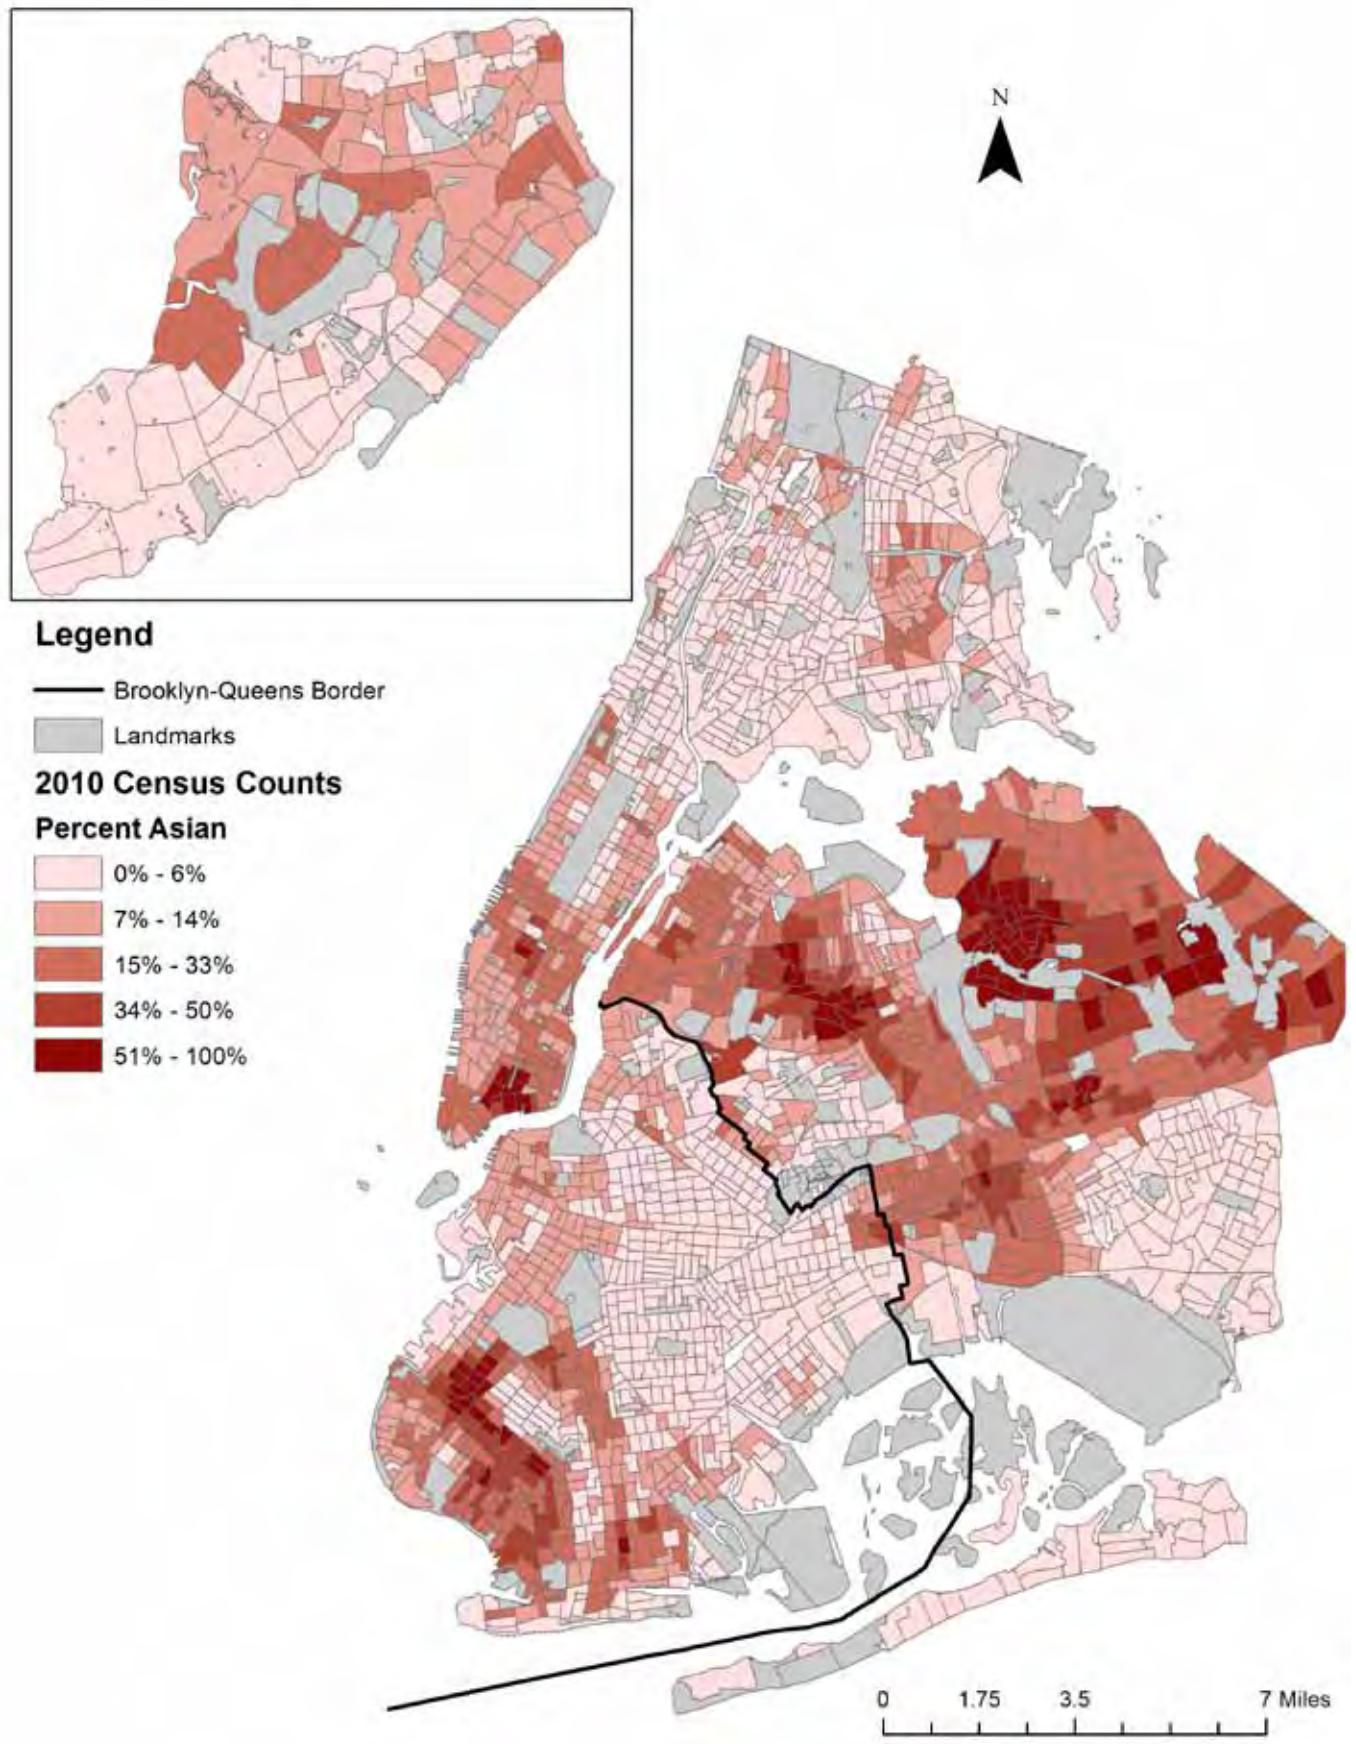 N
Legend
Brooklyn-Queens Border
Landmarks
2010 Census Counts
Percent Asian
0% - 6%
7% - 14%
15% - 33%
34% - 50%
51% - 100%
0 1.75 3.5 7 Miles